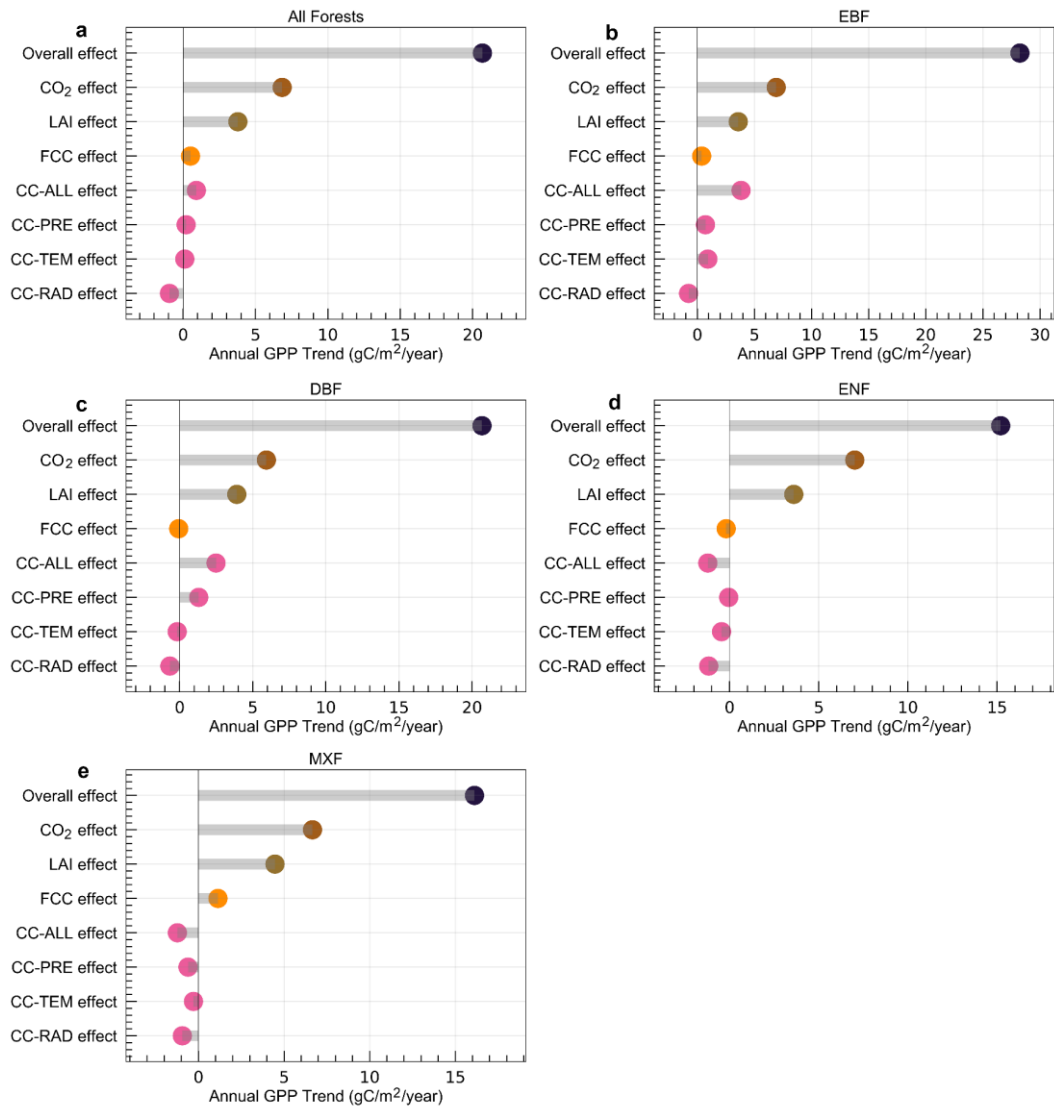 a
All Forests
Overall effect
CO₂ effect
LAI effect
FCC effect
CC-ALL effect
CC-PRE effect
CC-TEM effect
CC-RAD effect
0 5 10 15 20
Annual GPP Trend (gC/m²/year)
b
EBF
Overall effect
CO₂ effect
LAI effect
FCC effect
CC-ALL effect
CC-PRE effect
CC-TEM effect
CC-RAD effect
0 5 10 15 20 25 30
Annual GPP Trend (gC/m²/year)
c
DBF
Overall effect
CO₂ effect
LAI effect
FCC effect
CC-ALL effect
CC-PRE effect
CC-TEM effect
CC-RAD effect
0 5 10 15 20
Annual GPP Trend (gC/m²/year)
d
ENF
Overall effect
CO₂ effect
LAI effect
FCC effect
CC-ALL effect
CC-PRE effect
CC-TEM effect
CC-RAD effect
0 5 10 15
Annual GPP Trend (gC/m²/year)
e
MXF
Overall effect
CO₂ effect
LAI effect
FCC effect
CC-ALL effect
CC-PRE effect
CC-TEM effect
CC-RAD effect
0 5 10 15
Annual GPP Trend (gC/m²/year)